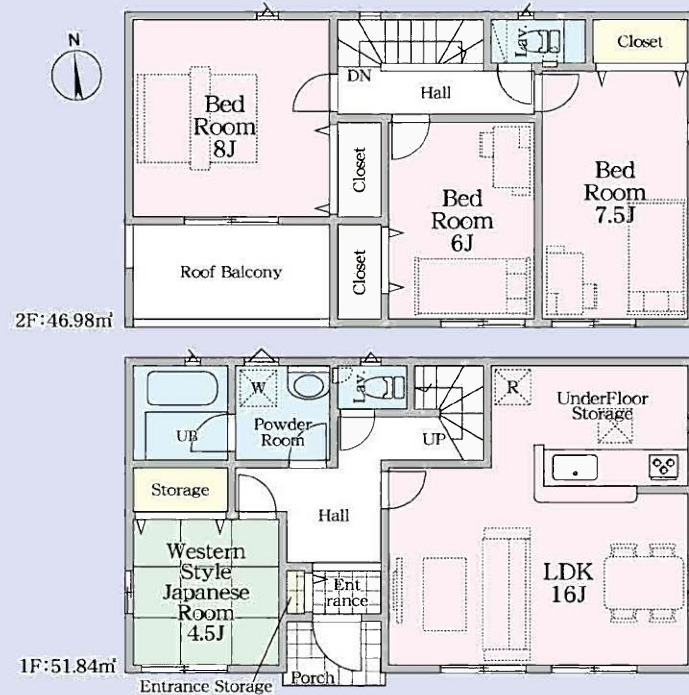 N
Lav.
Closet
DN
Hall
Bed
Room
8J
Closet
Bed
Room
6J
Bed
Room
7.5J
Closet
Roof Balcony
2F:46.98㎡
W
Lav.
R
UnderFloor
Storage
UB
Powder
Room
UP
Storage
Hall
Western
Style
Japanese
Room
4.5J
Ent
rance
LDK
16J
1F:51.84㎡
Entrance Storage
Porch